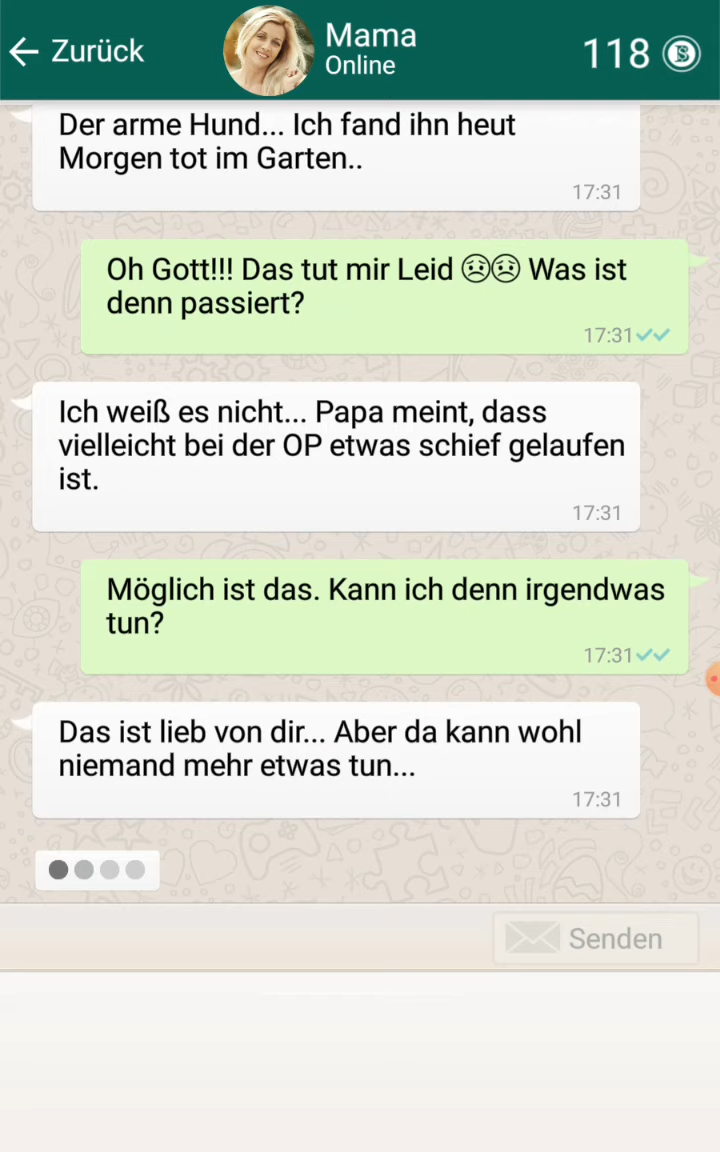 Zurück
Mama
Online
118
Der arme Hund... Ich fand ihn heut
Morgen tot im Garten..
17:31
Oh Gott!!! Das tut mir Leid 😟😟 Was ist
denn passiert?
17:31
Ich weiß es nicht... Papa meint, dass
vielleicht bei der OP etwas schief gelaufen
ist.
17:31
Möglich ist das. Kann ich denn irgendwas
tun?
17:31
Das ist lieb von dir... Aber da kann wohl
niemand mehr etwas tun...
17:31
Senden